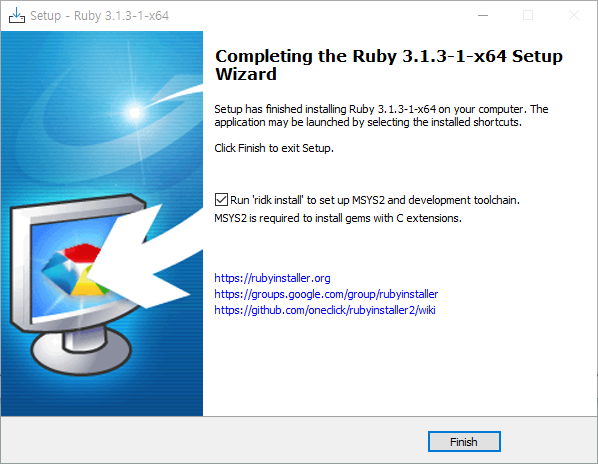 Setup - Ruby 3.1.3-1-x64
Completing the Ruby 3.1.3-1-x64 Setup
Wizard
Setup has finished installing Ruby 3.1.3-1-x64 on your computer. The
application may be launched by selecting the installed shortcuts.
Click Finish to exit Setup.
Run 'ridk install' to set up MSYS2 and development toolchain.
MSYS2 is required to install gems with C extensions.
https://rubyinstaller.org
https://groups.google.com/group/rubyinstaller
https://github.com/oneclick/rubyinstaller2/wiki
Finish